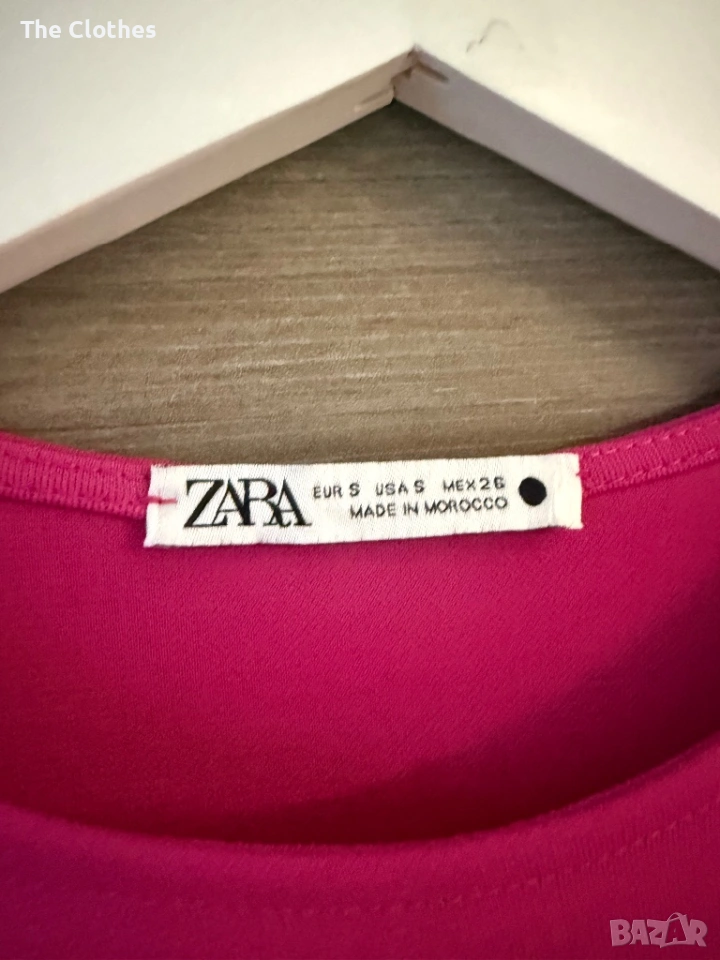 The Clothes
ZARA
EUR S USA S MEX 26
MADE IN MOROCCO
BAZAR